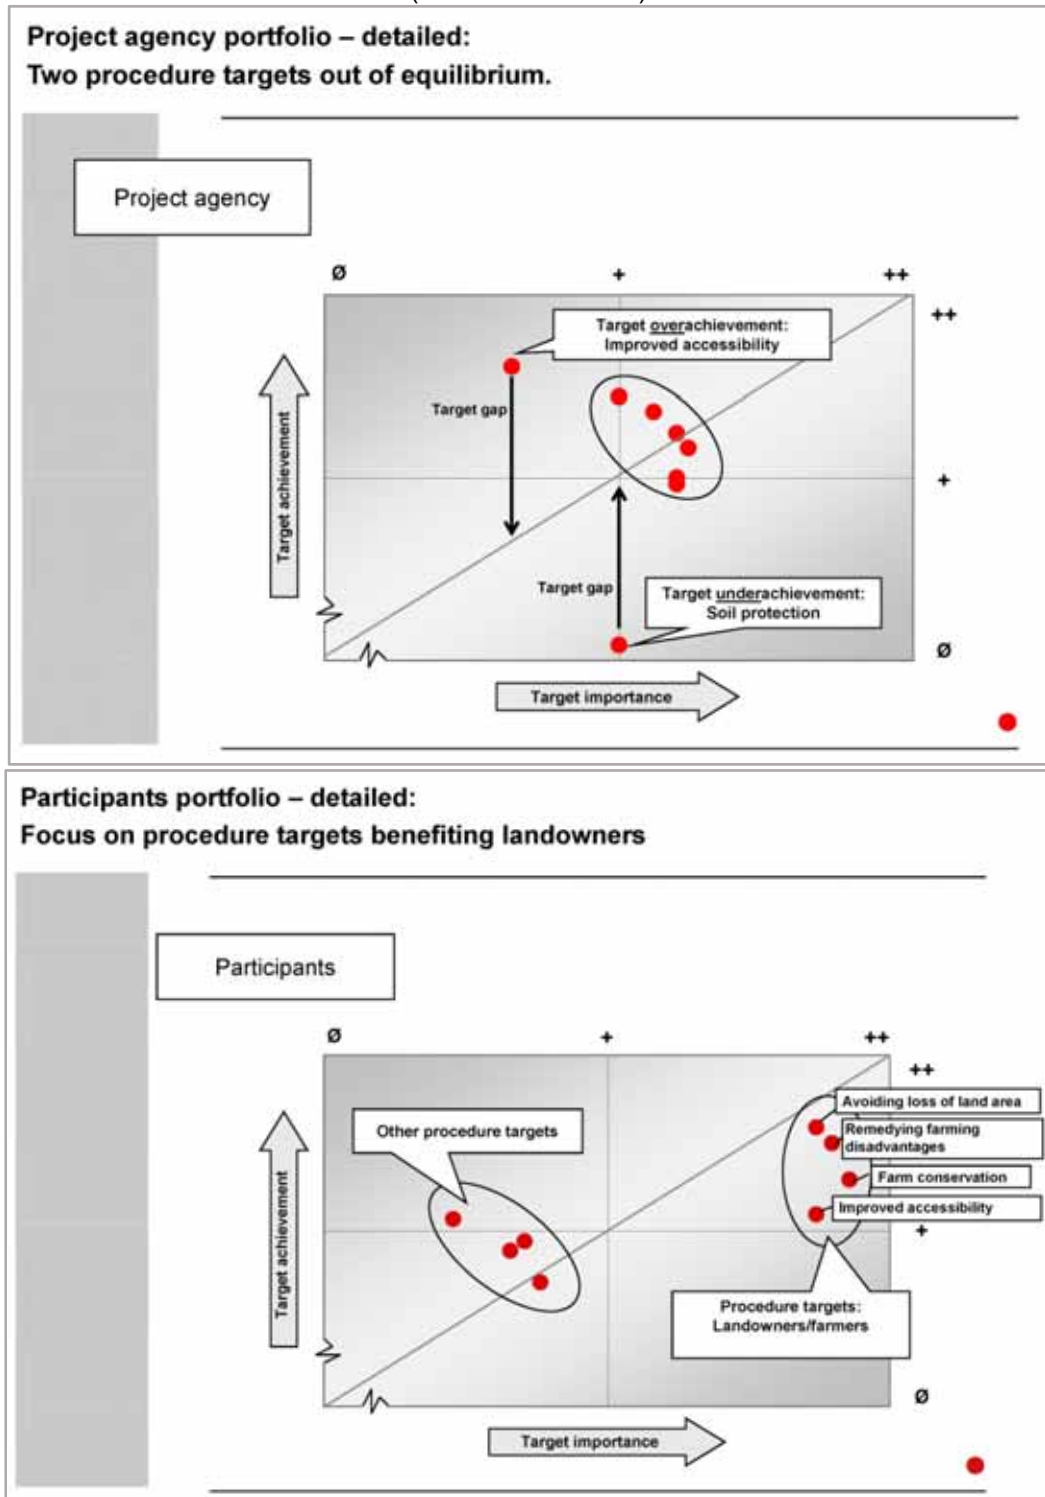 Project agency portfolio – detailed:
Two procedure targets out of equilibrium.
Project agency
Ø + ++
++
Target overachievement:
Improved accessibility
Target gap
Target achievement
+
Target gap
Target underachievement:
Soil protection
Ø
Target importance
Participants portfolio – detailed:
Focus on procedure targets benefiting landowners
Participants
Ø + ++
++
Avoiding loss of land area
Other procedure targets
Remedying farming
disadvantages
Farm conservation
Improved accessibility
Target achievement
+
Procedure targets:
Landowners/farmers
Ø
Target importance